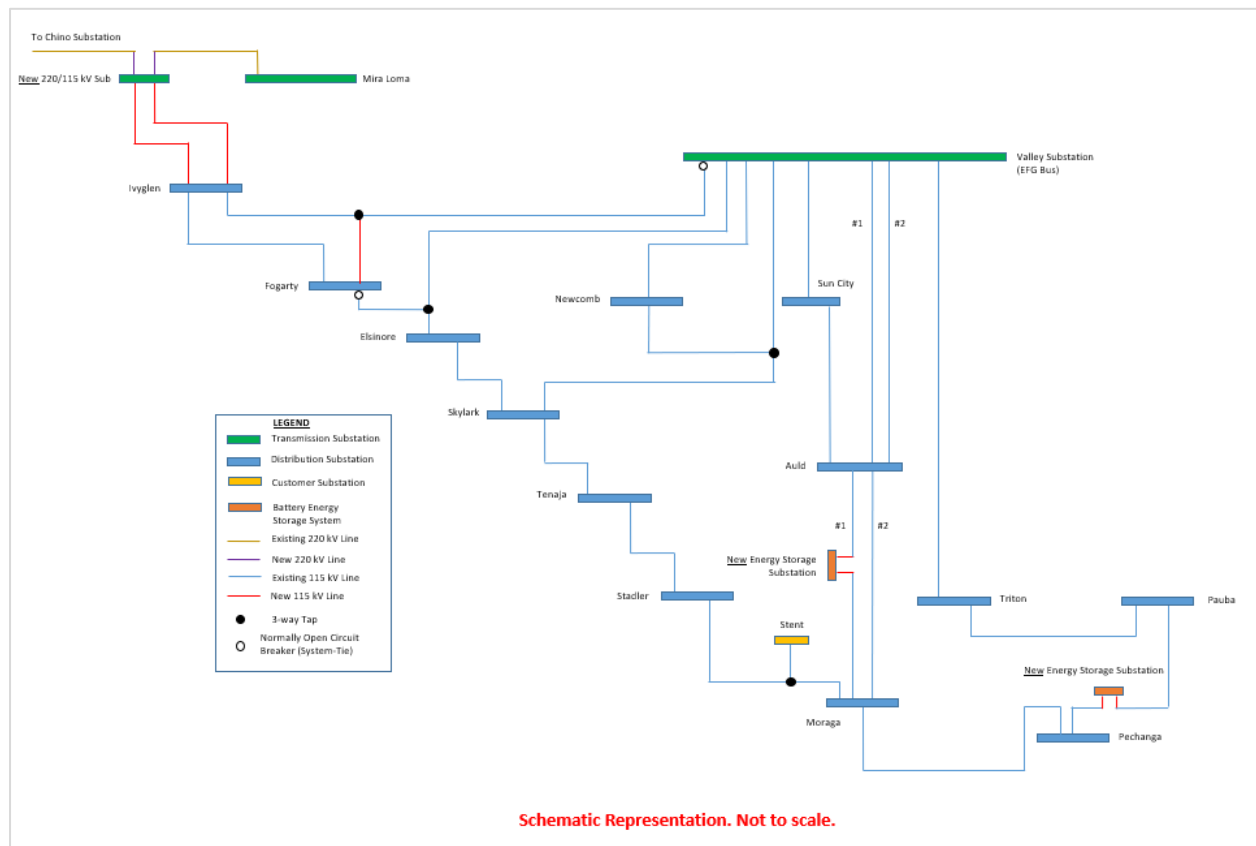 To Chino Substation
New 220/115 kV Sub
Mira Loma
Valley Substation
(EFG Bus)
Ivyglen
#1
#2
Fogarty
Newcomb
Sun City
Elsinore
Skylark
LEGEND
Transmission Substation
Distribution Substation
Customer Substation
Battery Energy
Storage System
Existing 220 kV Line
New 220 kV Line
Existing 115 kV Line
New 115 kV Line
3-way Tap
Normally Open Circuit
Breaker (System-Tie)
Auld
Tenaja
#1
#2
New Energy Storage
Substation
Stadler
Triton
Pauba
Stent
New Energy Storage Substation
Moraga
Pechanga
Schematic Representation. Not to scale.